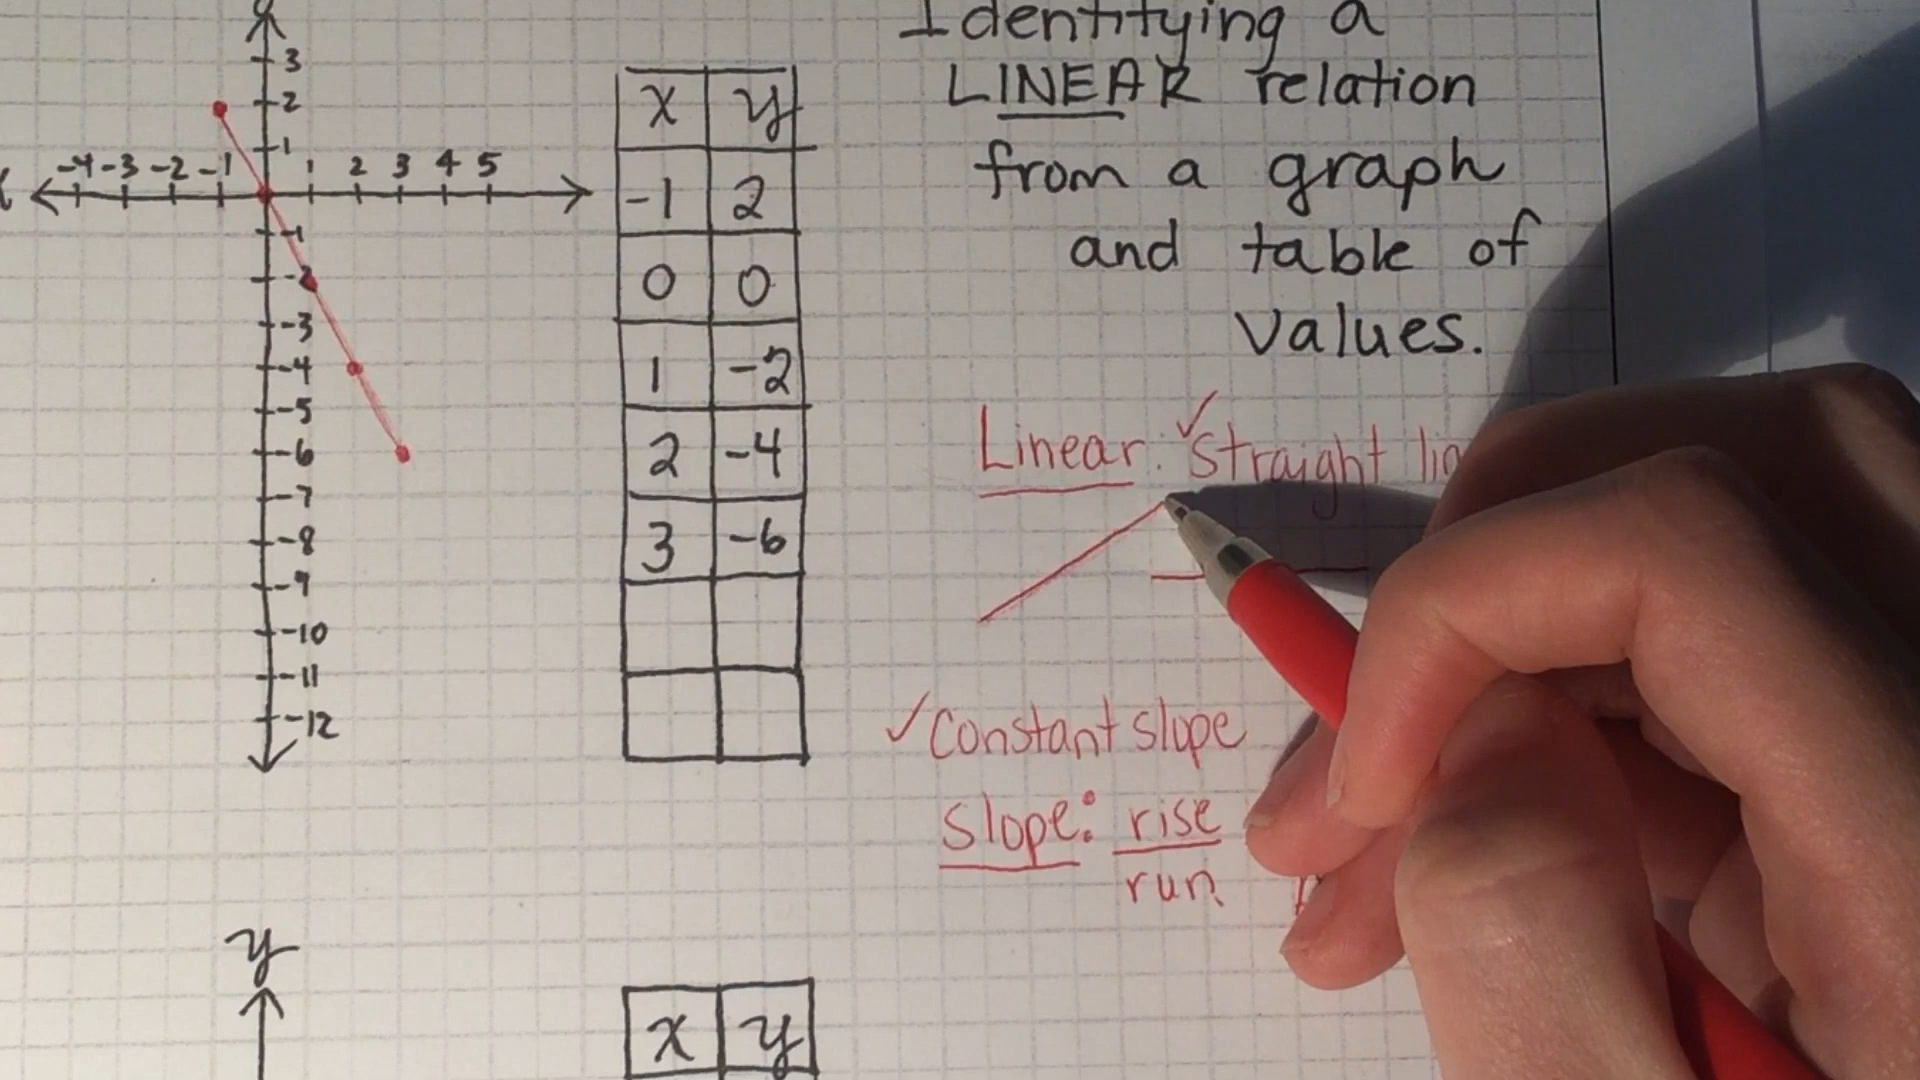 Identifying a
LINEAR relation
from a graph
and table of
values.
3
2
1
-4 -3 -2 -1 1 2 3 4 5
-1
-2
-3
-4
-5
-6
-7
-8
-9
-10
-11
-12
x y
-1 2
0 0
1 -2
2 -4
3 -6
Linear: ✓straight
✓constant slope
slope: rise
run
y
x y